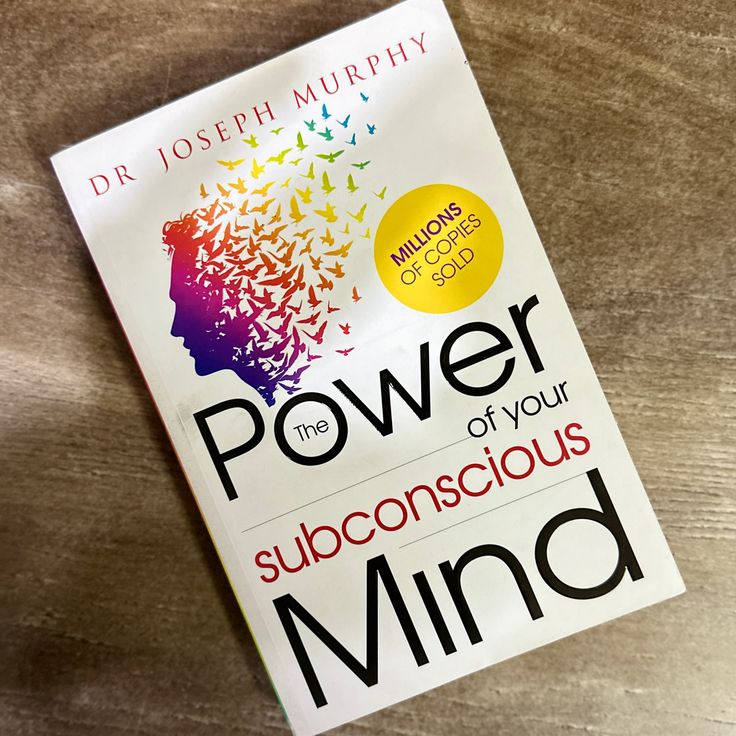 DR JOSEPH MURPHY
MILLIONS
OF COPIES
SOLD
The
Power
of your
subconscious
Mind